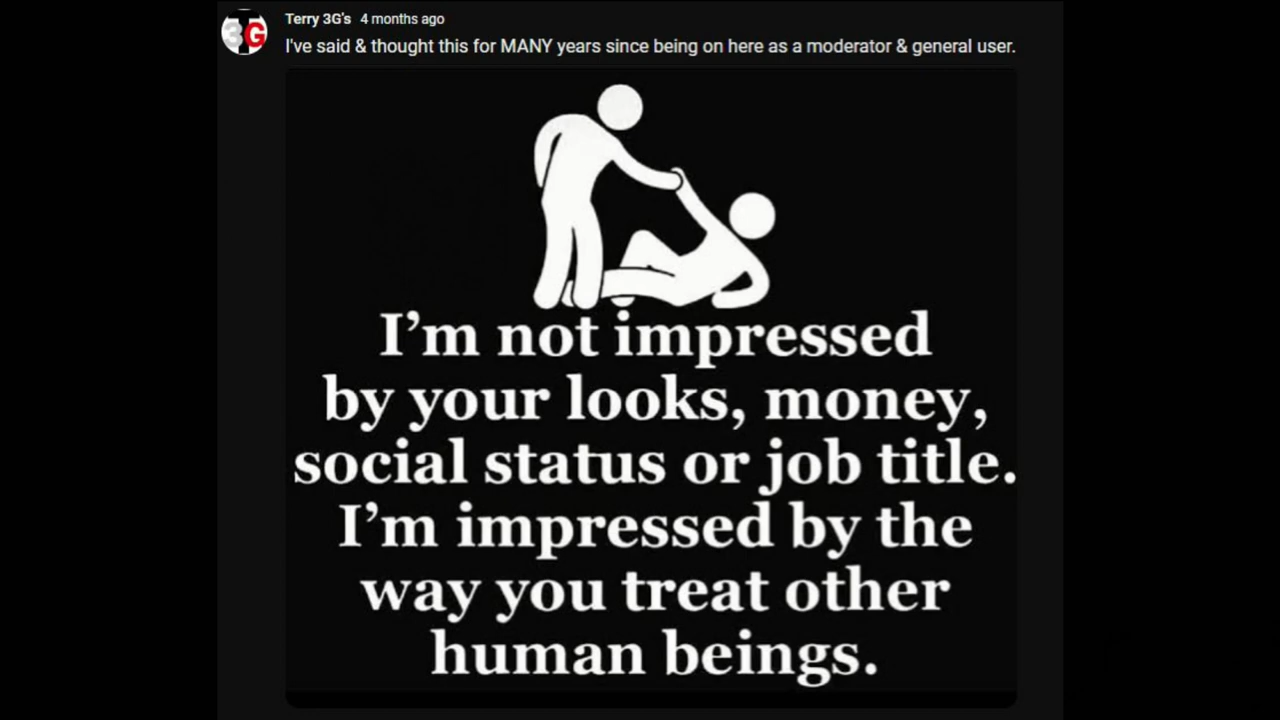 Terry 3G's 4 months ago
I've said & thought this for MANY years since being on here as a moderator & general user.
3G
I'm not impressed
by your looks, money,
social status or job title.
I'm impressed by the
way you treat other
human beings.